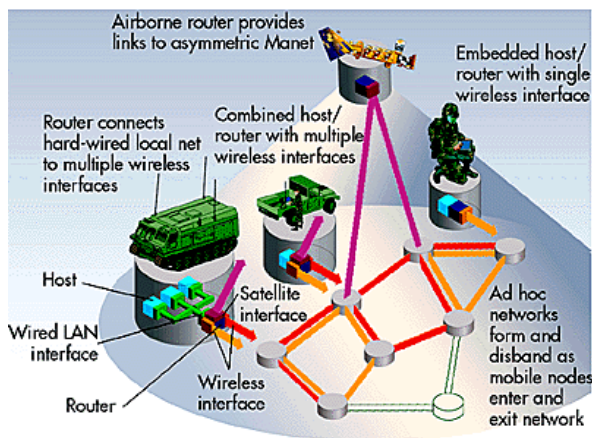 Airborne router provides
links to asymmetric Manet
Embedded host/
router with single
wireless interface
Combined host/
router with multiple
wireless interfaces
Router connects
hard-wired local net
to multiple wireless
interfaces
Host
Wired LAN
interface
Router
Satellite
interface
Wireless
interface
Ad hoc
networks
form and
disband as
mobile nodes
enter and
exit network